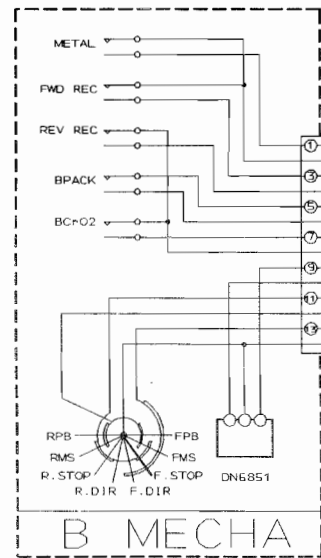 METAL
①
FWD REC
③
REV REC
⑤
BPACK
⑦
BCrO2
⑨
⑪
⑬
RPB FPB
RMS FMS
R.STOP F.STOP
R.DIR F.DIR
DN6851
B MECHA